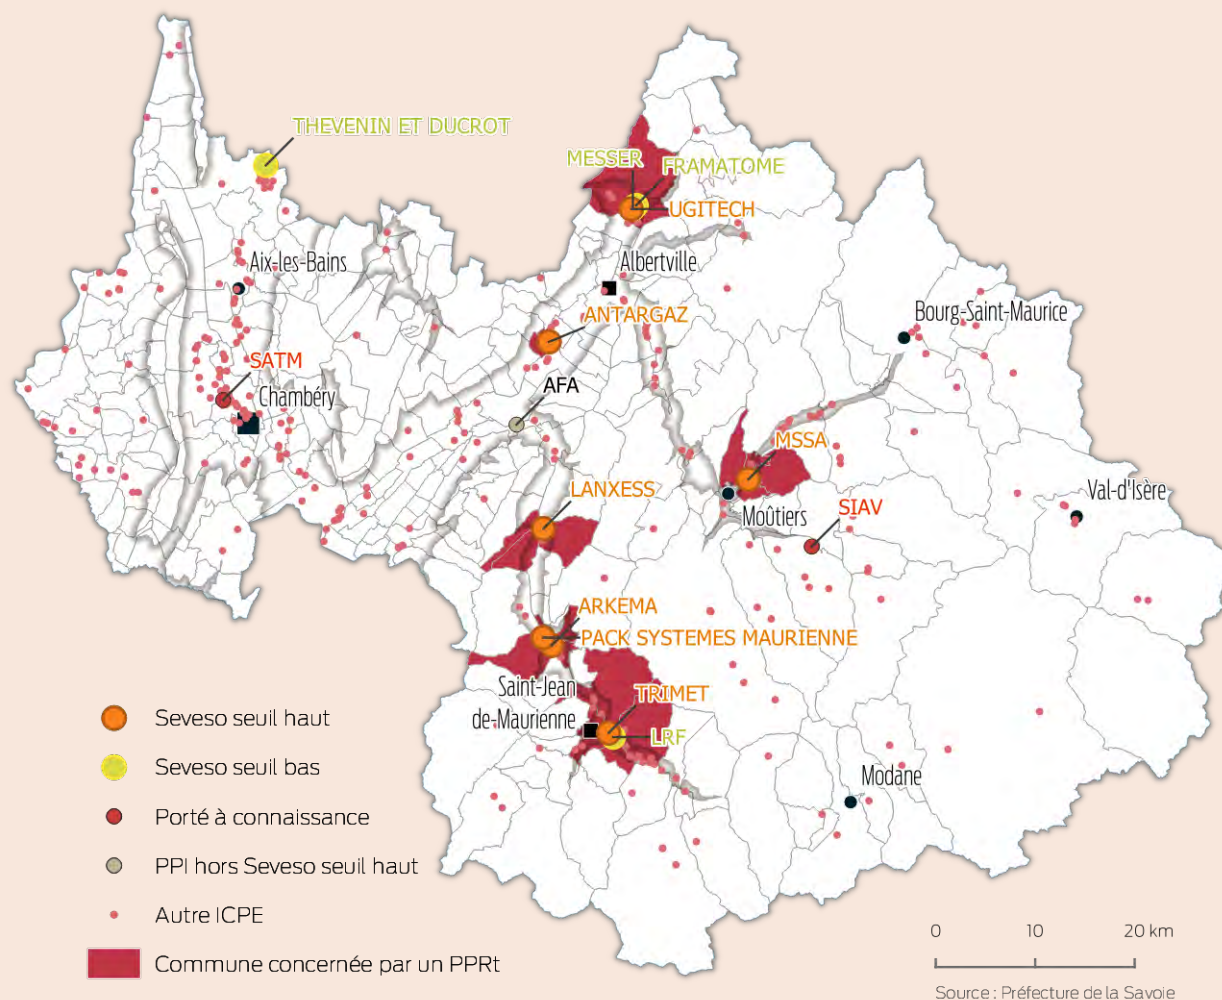 THEVENIN ET DUCROT
MESSER
FRAMATOME
UGITECH
Aix-les-Bains
Albertville
ANTARGAZ
Bourg-Saint-Maurice
SATM
Chambéry
AFA
MSSA
LANXESS
Moûtiers
SIAV
Val-d'Isère
ARKEMA
PACK SYSTEMES MAURIENNE
Saint-Jean
de-Maurienne
TRIMET
LRF
Modane
Seveso seuil haut
Seveso seuil bas
Porté à connaissance
PPI hors Seveso seuil haut
Autre ICPE
Commune concernée par un PPRt
0 10 20 km
Source : Préfecture de la Savoie